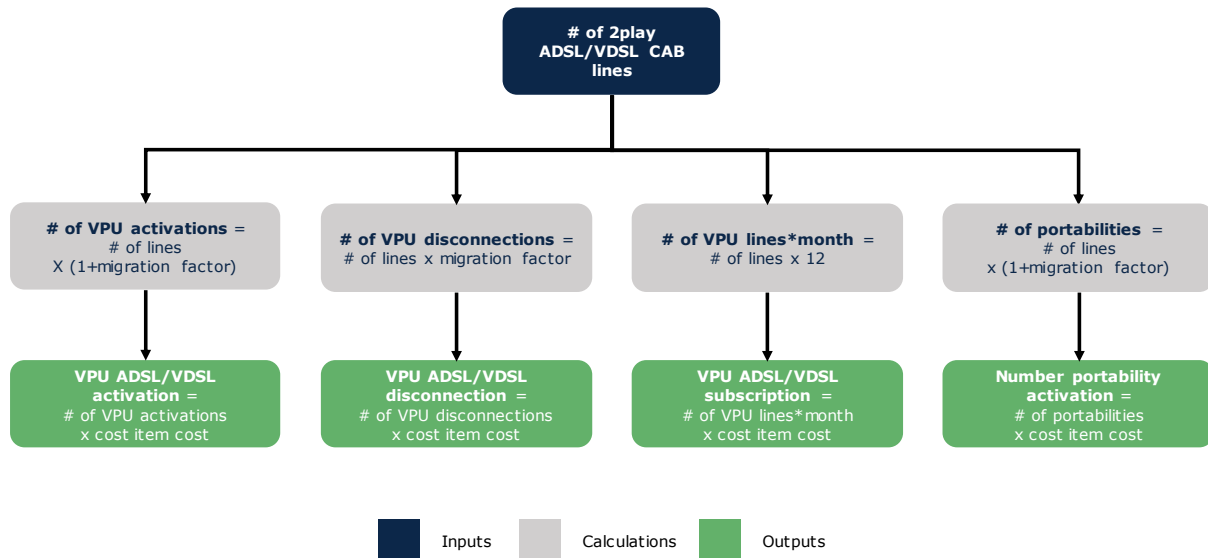 # of 2play
ADSL/VDSL CAB
lines
# of VPU activations =
# of lines
X (1+migration factor)
# of VPU disconnections =
# of lines x migration factor
# of VPU lines*month =
# of lines x 12
# of portabilities =
# of lines
x (1+migration factor)
VPU ADSL/VDSL
activation =
# of VPU activations
x cost item cost
VPU ADSL/VDSL
disconnection =
# of VPU disconnections
x cost item cost
VPU ADSL/VDSL
subscription =
# of VPU lines*month
x cost item cost
Number portability
activation =
# of portabilities
x cost item cost
Inputs
Calculations
Outputs